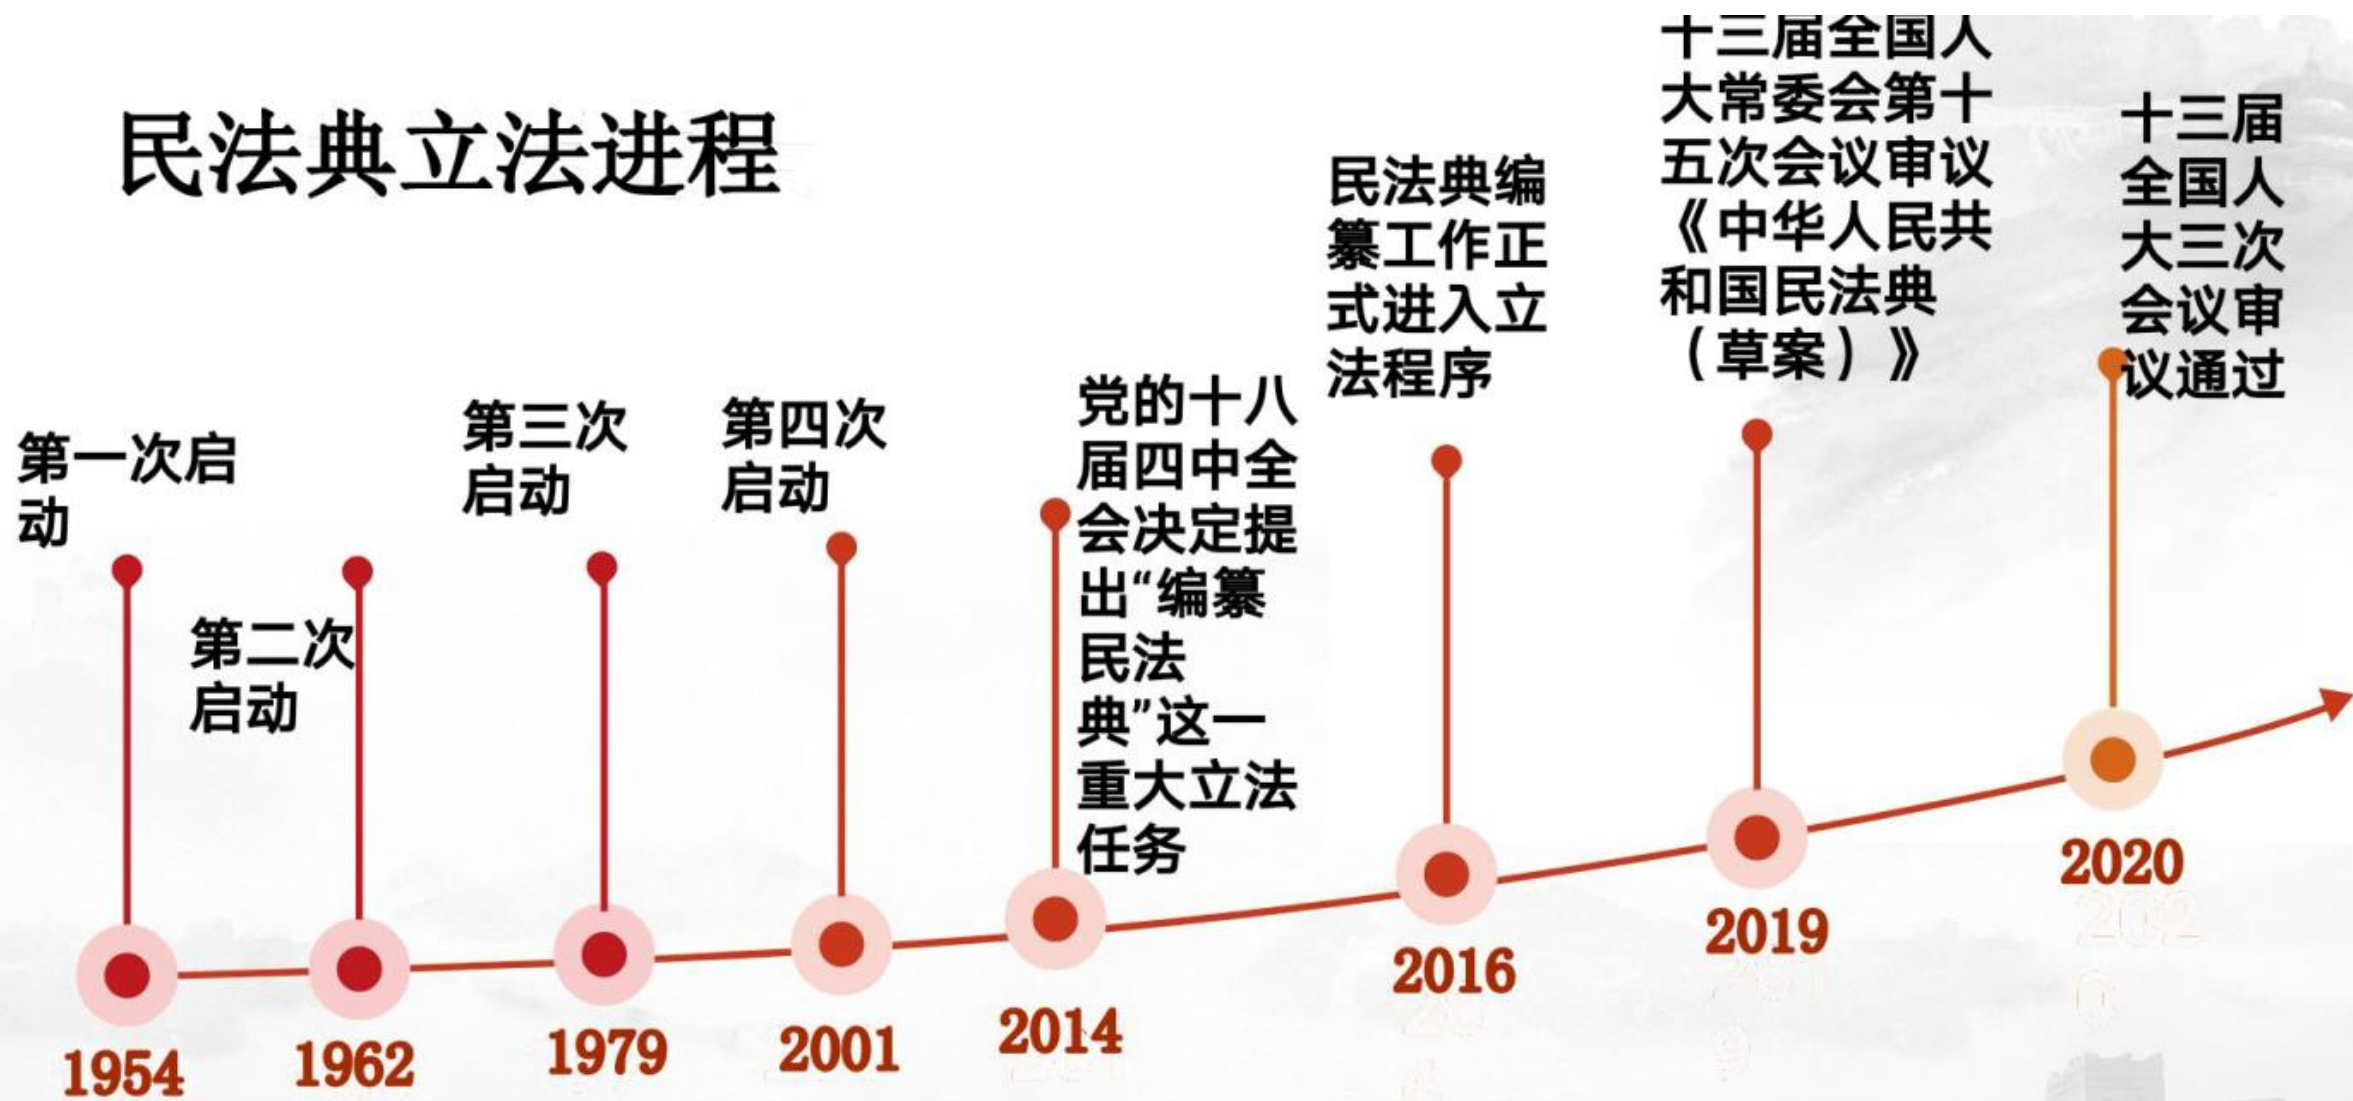 民法典立法进程
第一次启
动
第二次
启动
第三次
启动
第四次
启动
党的十八
届四中全
会决定提
出“编纂
民法
典”这一
重大立法
任务
民法典编
纂工作正
式进入立
法程序
十三届全国人
大常委会第十
五次会议审议
《中华人民共
和国民法典
（草案）》
十三届
全国人
大三次
会议审
议通过
1954
1962
1979
2001
2014
2016
2019
2020